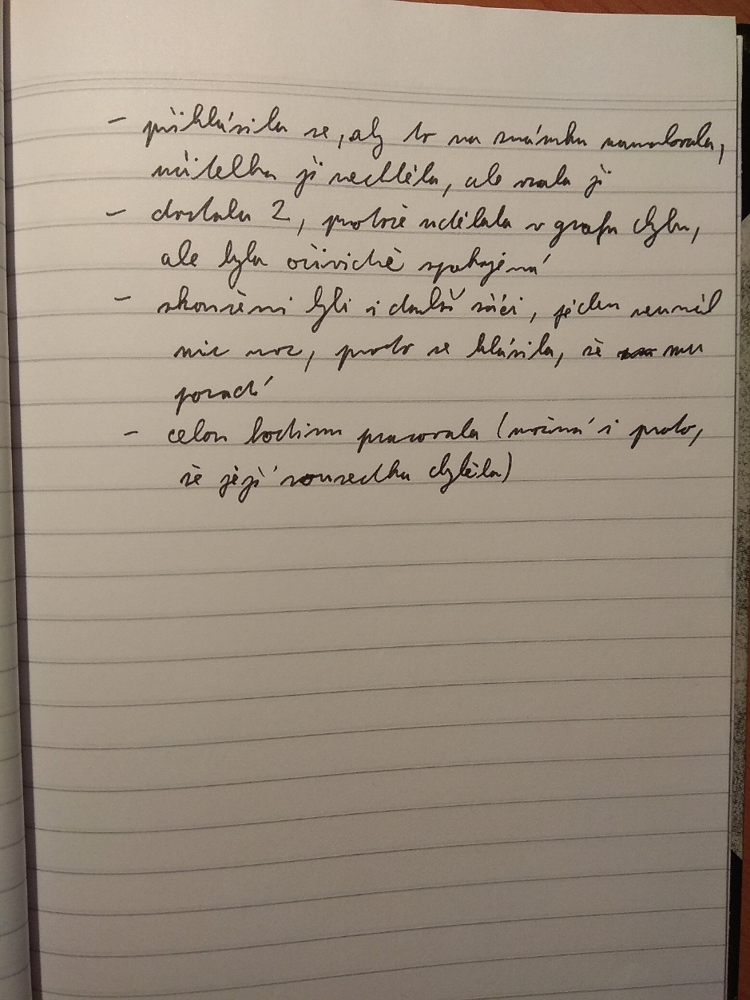 - přihlásila se, aby to na známku namalovala,
učitelka ji nechtěla, ale vzala ji
- dostala 2, protože udělala v grafu chybu,
ale byla očividně spokojená
- zkoušeni byli i další žáci, jeden neuměl
nic moc, proto se hlásila, že mu
poradí
- celou hodinu pracovala (možná i proto,
že její sousedka chyběla)